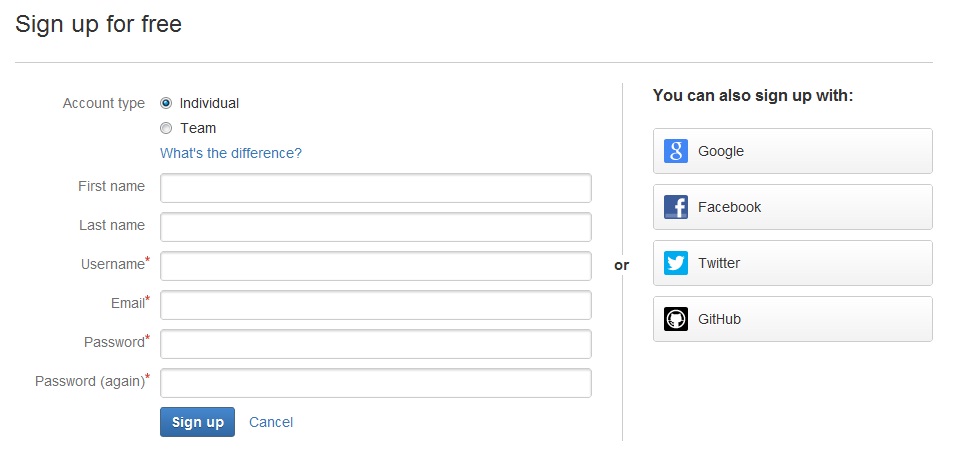 Sign up for free
Account type
Individual
Team
What's the difference?
First name
Last name
Username*
Email*
Password*
Password (again)*
Sign up Cancel
or
You can also sign up with:
Google
Facebook
Twitter
GitHub